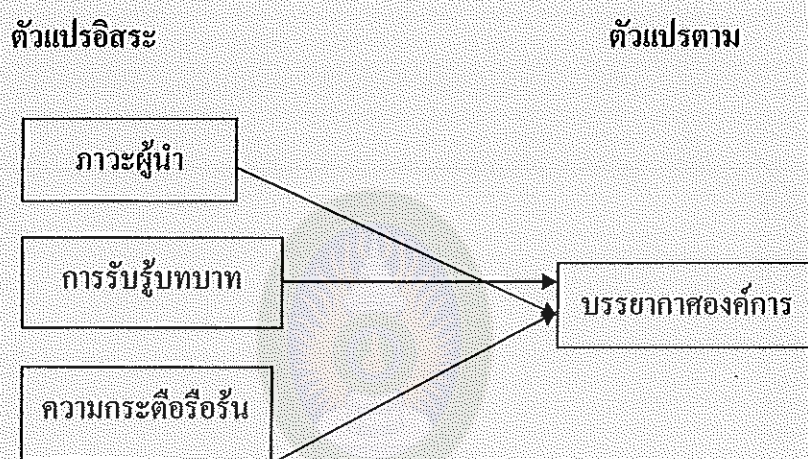 ตัวแปรอิสระ ตัวแปรตาม
ภาวะผู้นำ
การรับรู้บทบาท
บรรยากาศองค์การ
ความกระตือรือร้น